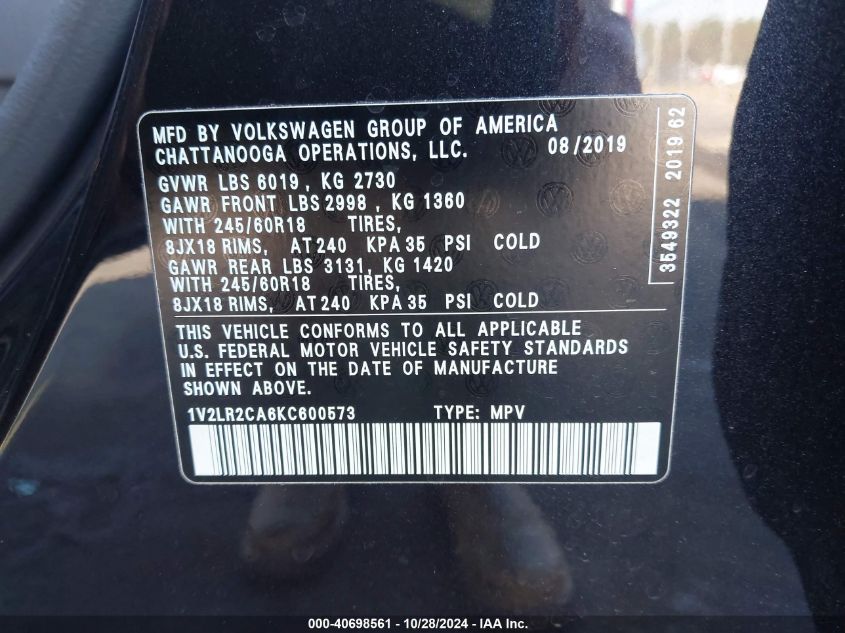 MFD BY VOLKSWAGEN GROUP OF AMERICA
CHATTANOOGA OPERATIONS, LLC. 08/2019
GVWR LBS 6019, KG 2730
GAWR FRONT LBS 2998, KG 1360
WITH 245/60R18 TIRES,
8JX18 RIMS, AT 240 KPA 35 PSI COLD
GAWR REAR LBS 3131, KG 1420
WITH 245/60R18 TIRES,
8JX18 RIMS, AT 240 KPA 35 PSI COLD
THIS VEHICLE CONFORMS TO ALL APPLICABLE
U.S. FEDERAL MOTOR VEHICLE SAFETY STANDARDS
IN EFFECT ON THE DATE OF MANUFACTURE
SHOWN ABOVE.
1V2LR2CA6KC600573 TYPE: MPV
3549322 2019 62
000-40698561 - 10/28/2024 - IAA Inc.